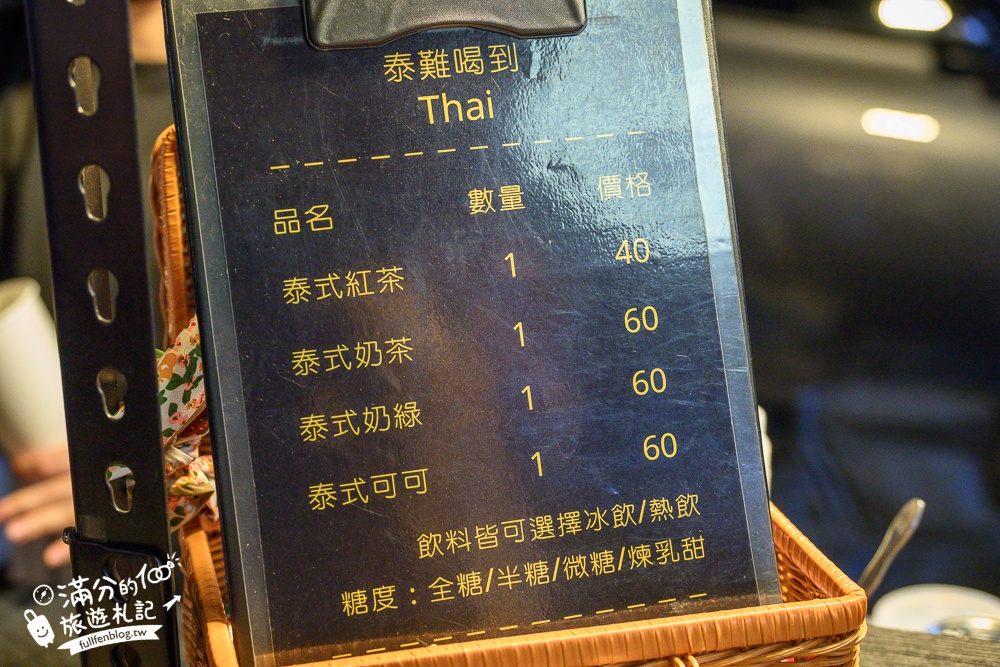 泰難喝到
Thai
品名 數量 價格
泰式紅茶 1 40
泰式奶茶 1 60
泰式奶綠 1 60
泰式可可 1 60
飲料皆可選擇冰飲/熱飲
糖度：全糖/半糖/微糖/煉乳甜
滿分的
旅遊札記
fullfenblog.tw